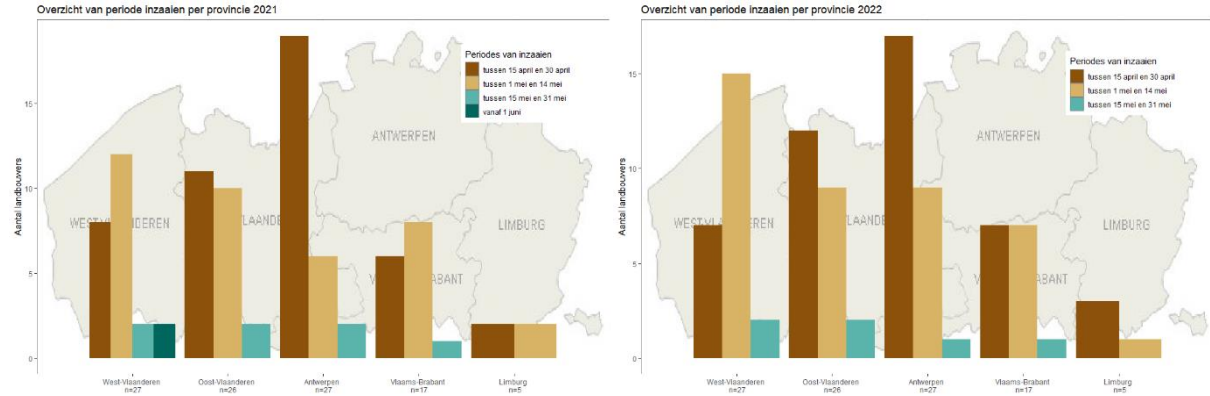 Overzicht van periode inzaaien per provincie 2021
Periodes van inzaaien
tussen 15 april en 30 april
tussen 1 mei en 14 mei
tussen 15 mei en 31 mei
vanaf 1 juni
Aantal landbouwers
15
10
5
0
ANTWERPEN
LIMBURG
West-Vlaanderen
n=27
Oost-Vlaanderen
n=26
Antwerpen
n=27
Vlaams-Brabant
n=17
Limburg
n=5
Overzicht van periode inzaaien per provincie 2022
Periodes van inzaaien
tussen 15 april en 30 april
tussen 1 mei en 14 mei
tussen 15 mei en 31 mei
Aantal landbouwers
15
10
5
0
ANTWERPEN
LIMBURG
West-Vlaanderen
n=27
Oost-Vlaanderen
n=26
Antwerpen
n=27
Vlaams-Brabant
n=17
Limburg
n=5